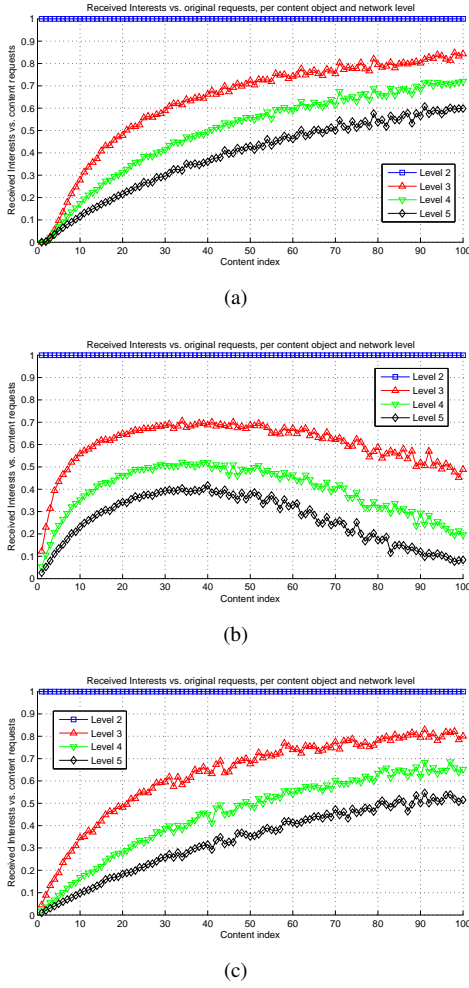 Received Interests vs. original requests, per content object and network level
Received Interests vs. content requests
1
0.9
0.8
0.7
0.6
0.5
0.4
0.3
0.2
0.1
0
Level 2
Level 3
Level 4
Level 5
0 10 20 30 40 50 60 70 80 90 100
Content index
(a)
Received Interests vs. original requests, per content object and network level
Received Interests vs. content requests
1
0.9
0.8
0.7
0.6
0.5
0.4
0.3
0.2
0.1
0
Level 2
Level 3
Level 4
Level 5
0 10 20 30 40 50 60 70 80 90 100
Content index
(b)
Received Interests vs. original requests, per content object and network level
Received Interests vs. content requests
1
0.9
0.8
0.7
0.6
0.5
0.4
0.3
0.2
0.1
0
Level 2
Level 3
Level 4
Level 5
0 10 20 30 40 50 60 70 80 90 100
Content index
(c)